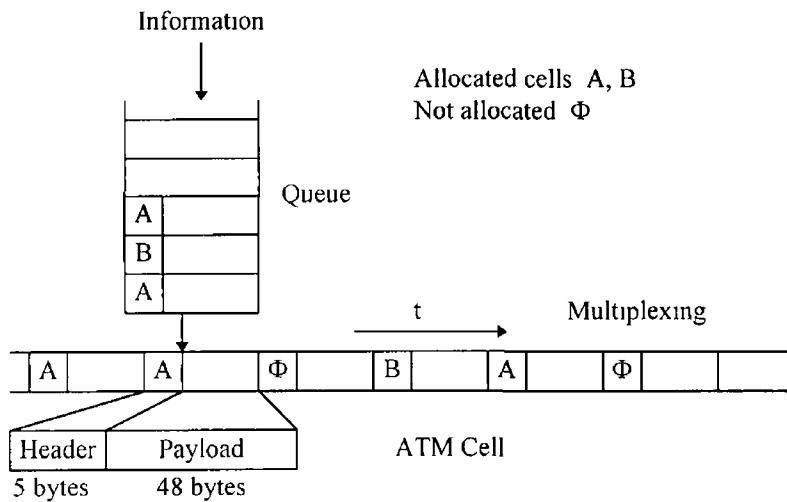 Information
Allocated cells A, B
Not allocated Φ
Queue
A
B
A
t
Multiplexing
A A Φ B A Φ
Header Payload
ATM Cell
5 bytes 48 bytes